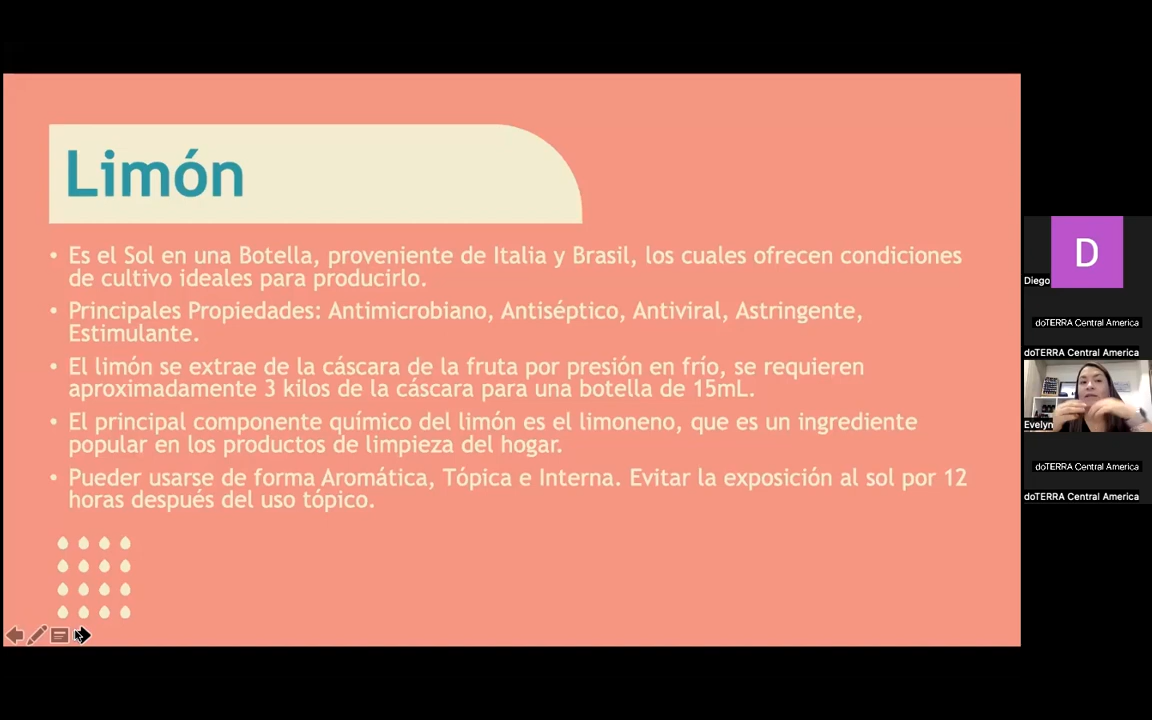 Limón
• Es el Sol en una Botella, proveniente de Italia y Brasil, los cuales ofrecen condiciones
de cultivo ideales para producirlo.
• Principales Propiedades: Antimicrobiano, Antiséptico, Antiviral, Astringente,
Estimulante.
• El limón se extrae de la cáscara de la fruta por presión en frío, se requieren
aproximadamente 3 kilos de la cáscara para una botella de 15mL.
• El principal componente químico del limón es el limoneno, que es un ingrediente
popular en los productos de limpieza del hogar.
• Pueder usarse de forma Aromática, Tópica e Interna. Evitar la exposición al sol por 12
horas después del uso tópico.
D
Diego
doTERRA Central America
doTERRA Central America
Evelyn
doTERRA Central America
doTERRA Central America